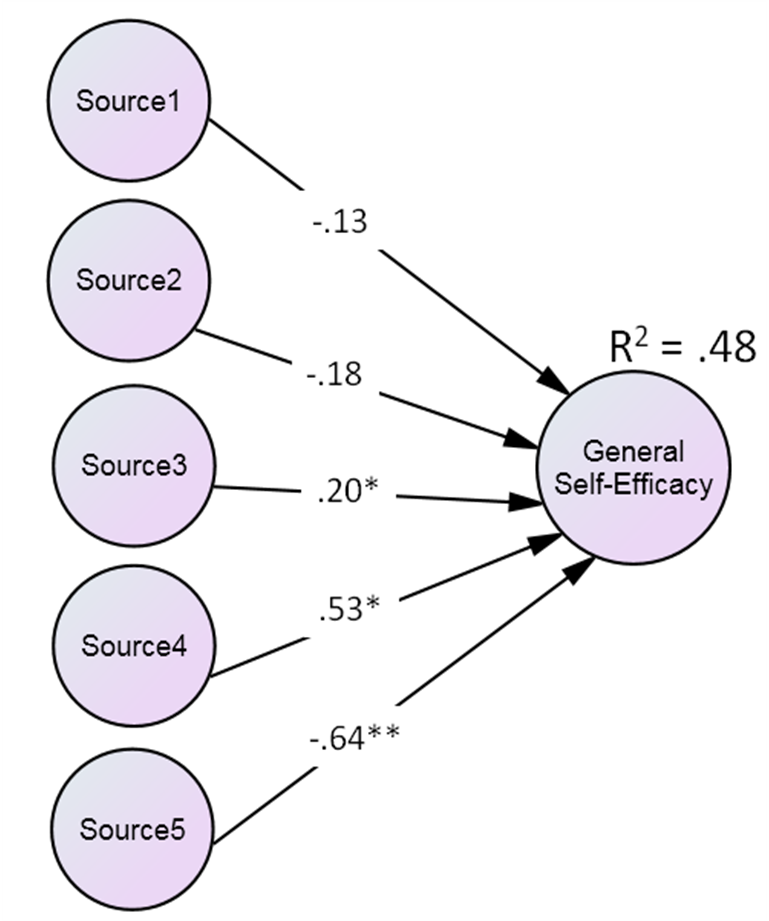 Source1
-.13
Source2
R² = .48
-.18
General
Self-Efficacy
Source3
.20*
.53*
Source4
-.64**
Source5